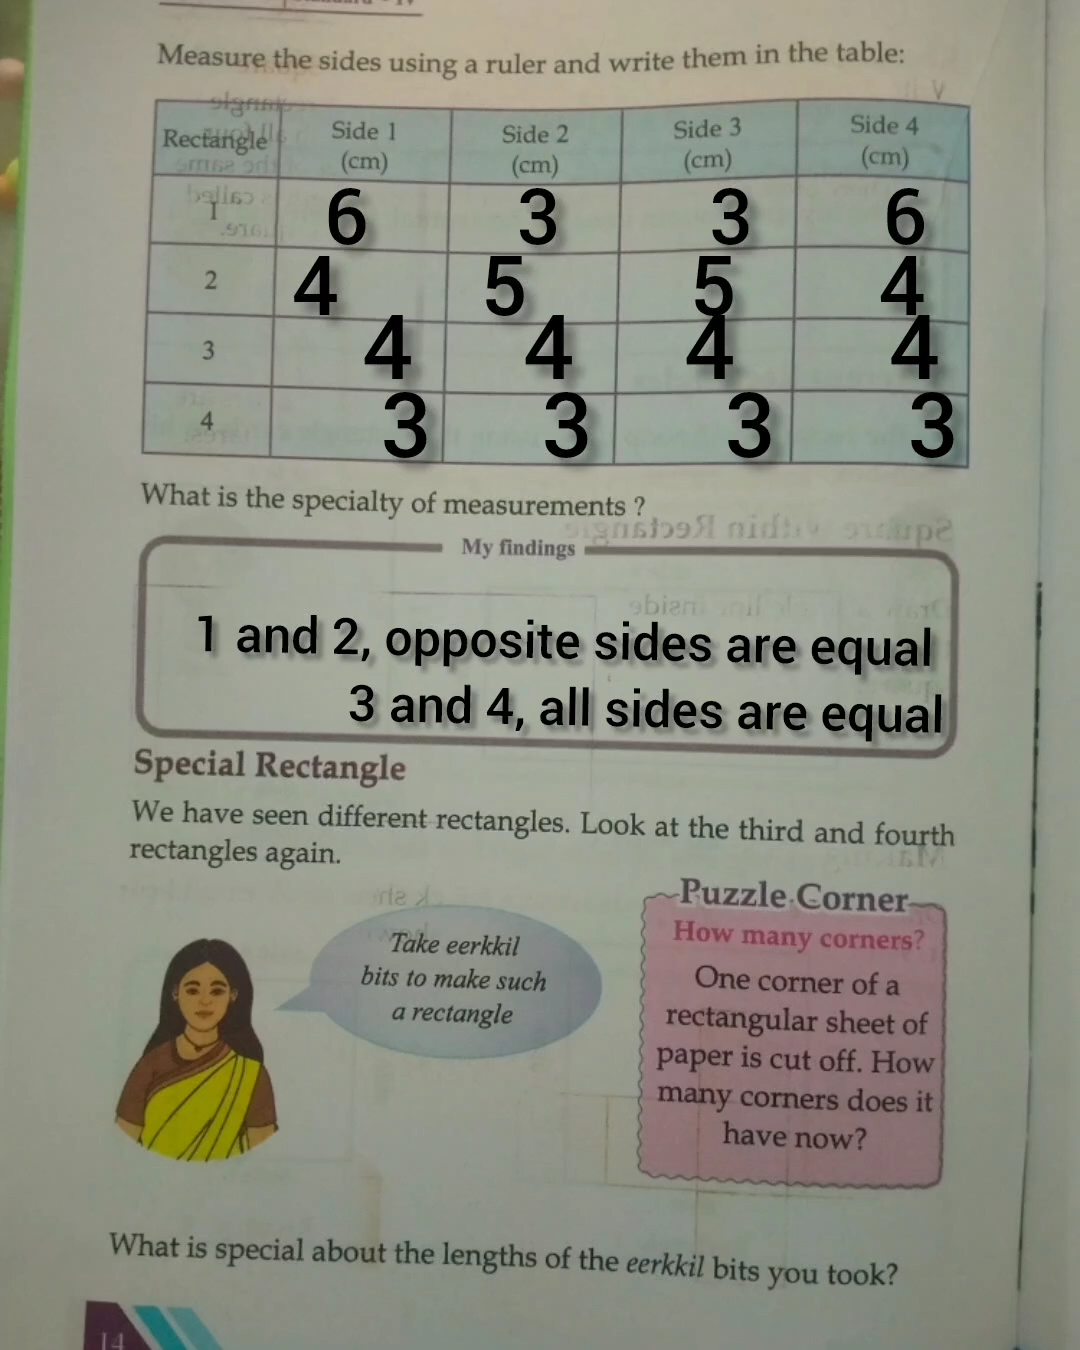 Measure the sides using a ruler and write them in the table:
Rectangle Side 1 (cm) Side 2 (cm) Side 3 (cm) Side 4 (cm)
1 6 3 3 6
2 4 5 5 4
3 4 4 4 4
4 3 3 3 3
What is the specialty of measurements ?
My findings
1 and 2, opposite sides are equal
3 and 4, all sides are equal
Special Rectangle
We have seen different rectangles. Look at the third and fourth
rectangles again.
Take eerkkil
bits to make such
a rectangle
Puzzle Corner
How many corners?
One corner of a
rectangular sheet of
paper is cut off. How
many corners does it
have now?
What is special about the lengths of the eerkkil bits you took?
14